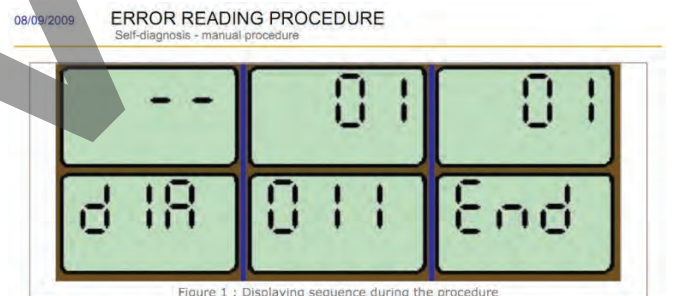 08/09/2009 ERROR READING PROCEDURE
Self-diagnosis - manual procedure
-- 01 01
dIA 011 End
Figure 1 : Displaying sequence during the procedure